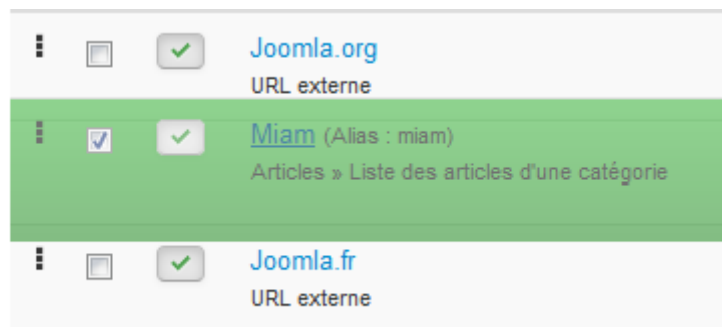 Joomla.org
URL externe
Miam (Alias : miam)
Articles » Liste des articles d'une catégorie
Joomla.fr
URL externe